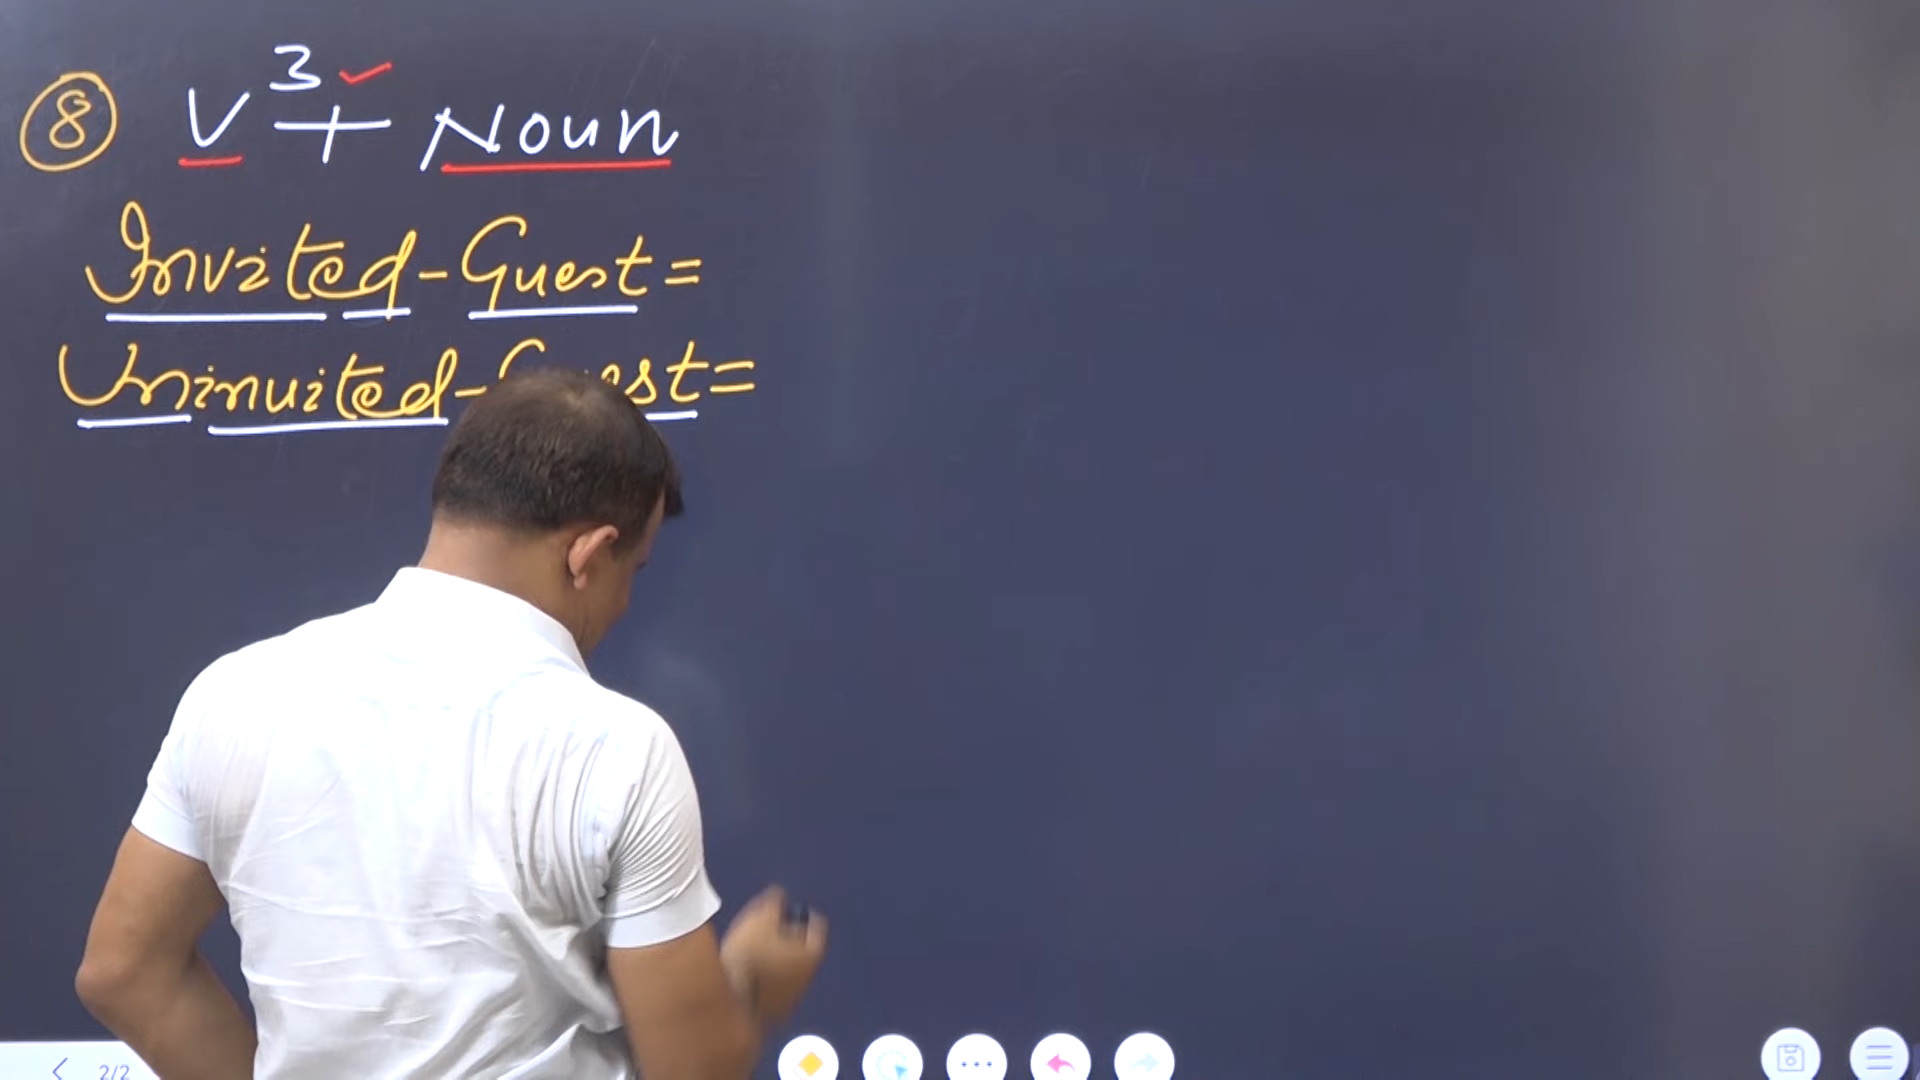 ⑧ V³ + Noun
Invited-Guest=
Uninvited-Guest=
2/2